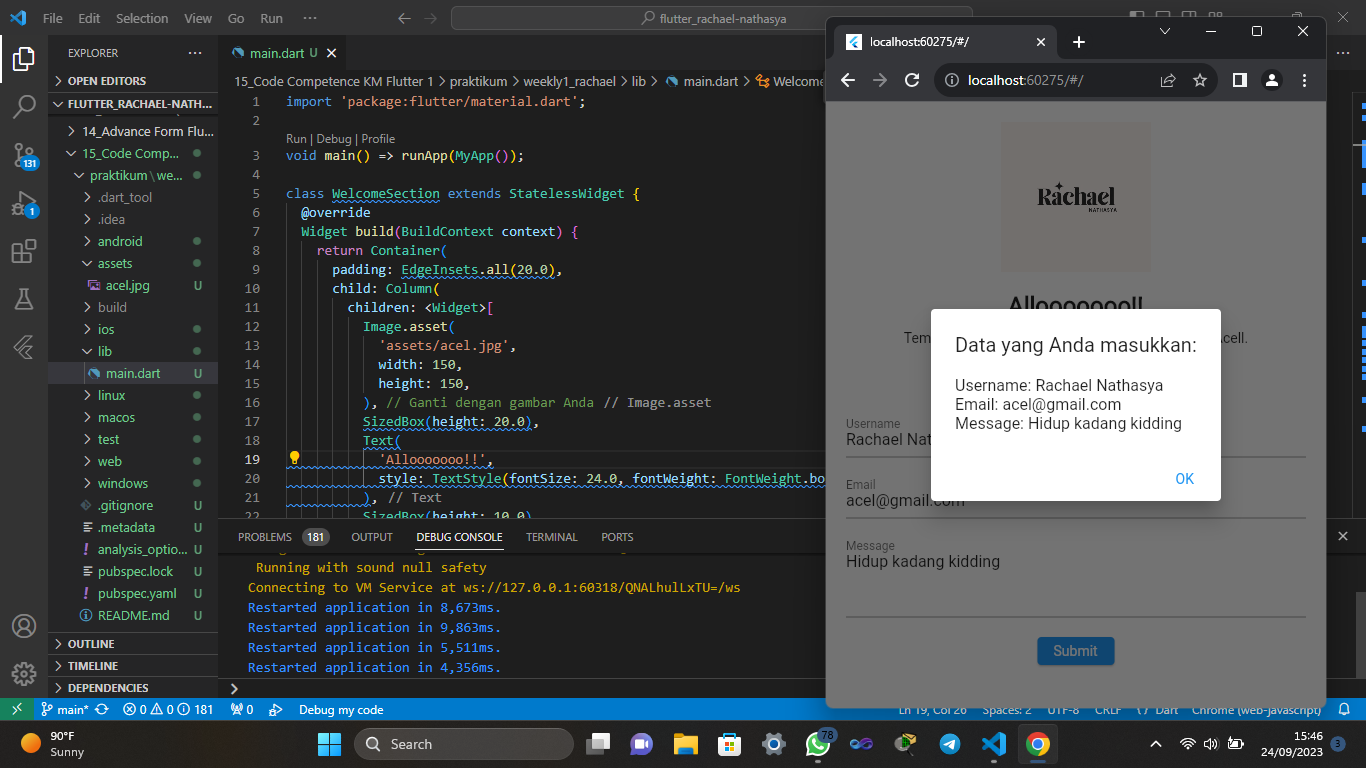 File Edit Selection View Go Run ···
flutter_rachael-nathasya
EXPLORER ···
OPEN EDITORS
FLUTTER_RACHAEL-NATH...
14_Advance Form Flu...
15_Code Comp...
praktikum \ we...
.dart_tool
.idea
android
assets
acel.jpg U
build
ios
lib
main.dart U
linux
macos
test
web
windows
.gitignore U
.metadata U
analysis_optio... U
pubspec.lock U
pubspec.yaml U
README.md U
OUTLINE
TIMELINE
DEPENDENCIES
131
1
main.dart U
15_Code Competence KM Flutter 1 > praktikum > weekly1_rachael > lib > main.dart > Welcome
1 import 'package:flutter/material.dart';
2
Run | Debug | Profile
3 void main() => runApp(MyApp());
4
5 class WelcomeSection extends StatelessWidget {
6 @override
7 Widget build(BuildContext context) {
8 return Container(
9 padding: EdgeInsets.all(20.0),
10 child: Column(
11 children: <Widget>[
12 Image.asset(
13 'assets/acel.jpg',
14 width: 150,
15 height: 150,
16 ), // Ganti dengan gambar Anda // Image.asset
17 SizedBox(height: 20.0),
18 Text(
19 'Allooooooo!!',
20 style: TextStyle(fontSize: 24.0, fontWeight: FontWeight.bo
21 ), // Text
22 SizedBox(height: 10.0)
PROBLEMS 181 OUTPUT DEBUG CONSOLE TERMINAL PORTS
Running with sound null safety
Connecting to VM Service at ws://127.0.0.1:60318/QNALhulLxTU=/ws
Restarted application in 8,673ms.
Restarted application in 9,863ms.
Restarted application in 5,511ms.
Restarted application in 4,356ms.
localhost:60275/#/
localhost:60275/#/
Rachael
NATHASYA
Allooooooo!!
Tem
Acell.
Data yang Anda masukkan:
Username: Rachael Nathasya
Email: acel@gmail.com
Message: Hidup kadang kidding
OK
Username
Rachael Nat
Email
acel@gmail.com
Message
Hidup kadang kidding
Submit
main* 0 0 181 0 Debug my code
Ln 19, Col 26 Spaces: 2 UTF-8 CRLF {} Dart Chrome (web-javascript)
90°F
Sunny
Search
78
15:46
24/09/2023
3